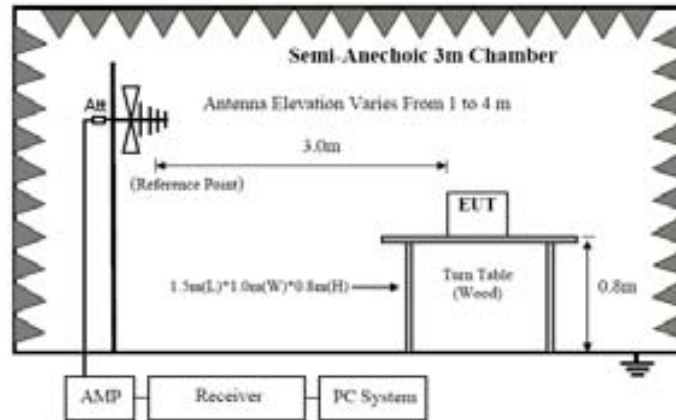 Semi-Anechoic 3m Chamber
Att
Antenna Elevation Varies From 1 to 4 m
3.0m
(Reference Point)
EUT
1.5m(L)*1.0m(W)*0.8m(H)
Turn Table
(Wood)
0.8m
AMP
Receiver
PC System